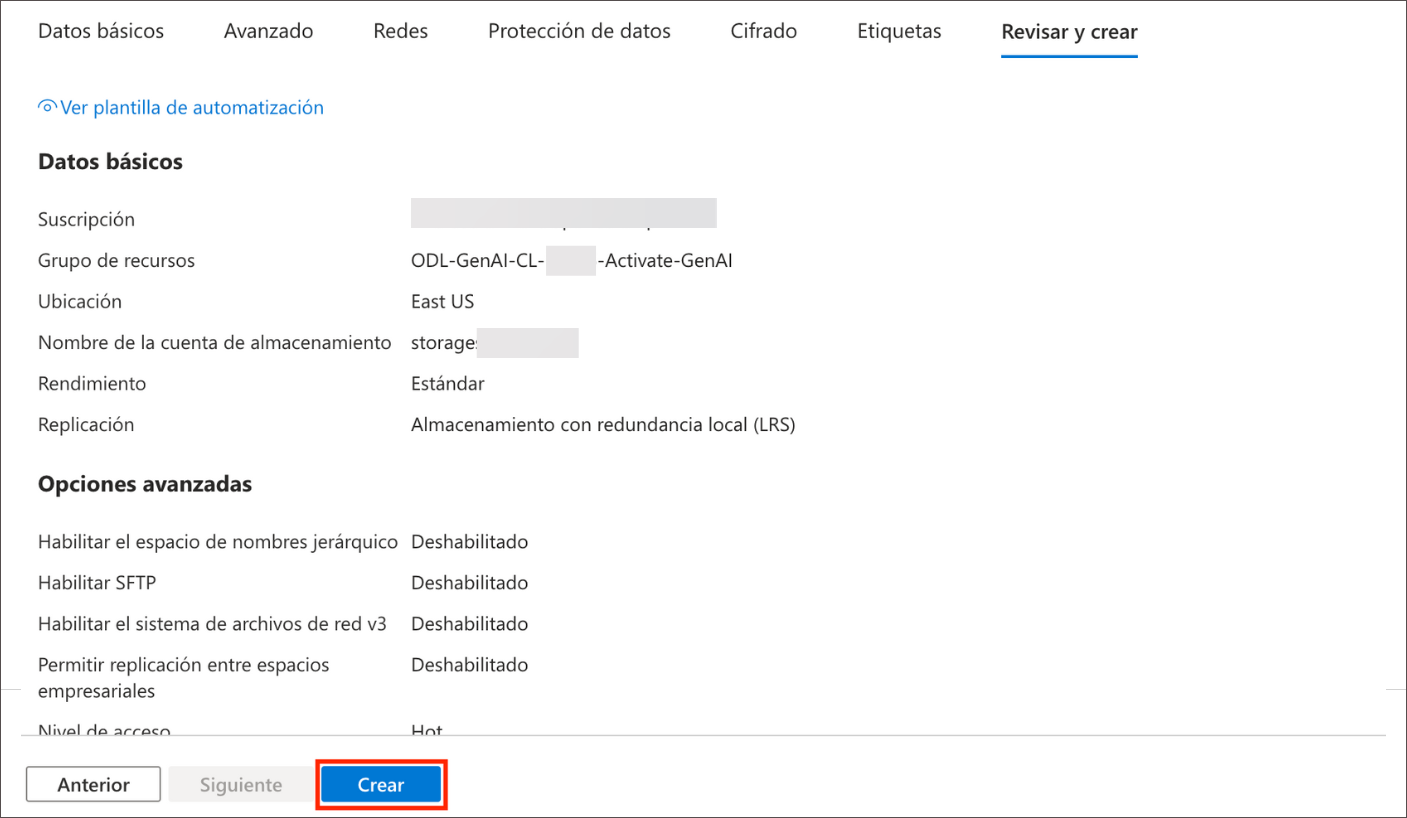 Datos básicos Avanzado Redes Protección de datos Cifrado Etiquetas Revisar y crear
Ver plantilla de automatización
Datos básicos
Suscripción
Grupo de recursos ODL-GenAI-CL- -Activate-GenAI
Ubicación East US
Nombre de la cuenta de almacenamiento storage
Rendimiento Estándar
Replicación Almacenamiento con redundancia local (LRS)
Opciones avanzadas
Habilitar el espacio de nombres jerárquico Deshabilitado
Habilitar SFTP Deshabilitado
Habilitar el sistema de archivos de red v3 Deshabilitado
Permitir replicación entre espacios Deshabilitado
empresariales
Nivel de acceso Hot
Anterior Siguiente Crear